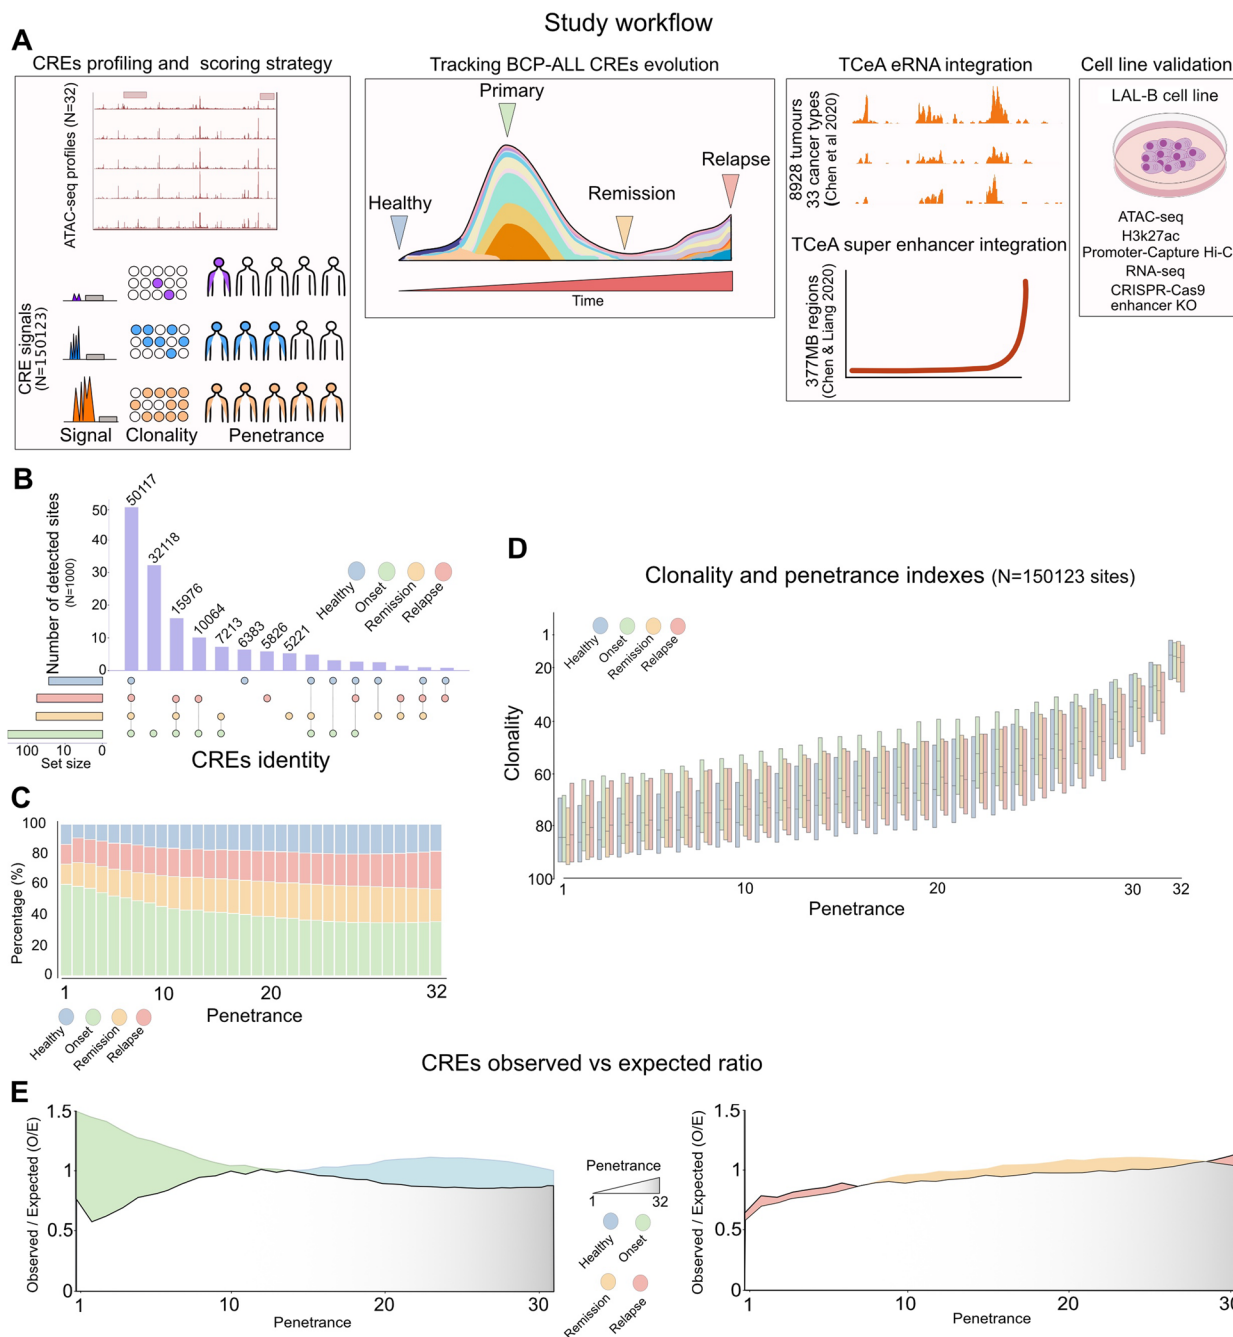 Study workflow
A
CREs profiling and scoring strategy
ATAC-seq profiles (N=32)
CRE signals
(N=150123)
Signal
Clonality
Penetrance
Tracking BCP-ALL CREs evolution
Primary
Healthy
Remission
Relapse
Time
TCeA eRNA integration
8928 tumours
33 cancer types
(Chen et al 2020)
TCeA super enhancer integration
377MB regions
(Chen & Liang 2020)
Cell line validation
LAL-B cell line
ATAC-seq
H3k27ac
Promoter-Capture Hi-C
RNA-seq
CRISPR-Cas9
enhancer KO
B
Number of detected sites
(N=1000)
50
40
30
20
10
0
50117
32118
15976
10064
7213
6383
5826
5221
Healthy
Onset
Remission
Relapse
100 10 0
Set size
CREs identity
C
Percentage (%)
100
80
60
40
20
0
1 10 20 32
Penetrance
Healthy
Onset
Remission
Relapse
D
Clonality and penetrance indexes (N=150123 sites)
Healthy
Onset
Remission
Relapse
Clonality
1
20
40
60
80
100
1 10 20 30 32
Penetrance
CREs observed vs expected ratio
E
Observed / Expected (O/E)
1.5
1
0.5
0
1 10 20 30
Penetrance
Penetrance
1 32
Healthy
Onset
Remission
Relapse
Observed / Expected (O/E)
1.5
1
0.5
0
1 10 20 30
Penetrance